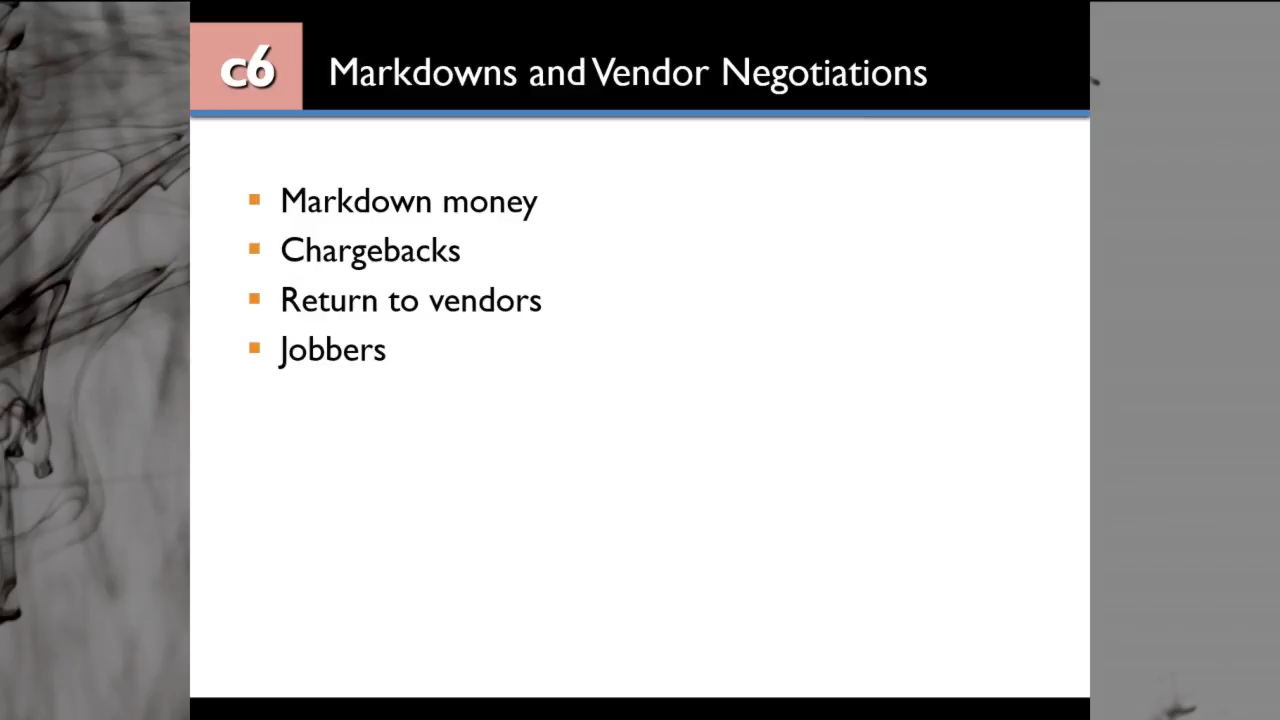 c6
Markdowns and Vendor Negotiations
Markdown money
Chargebacks
Return to vendors
Jobbers